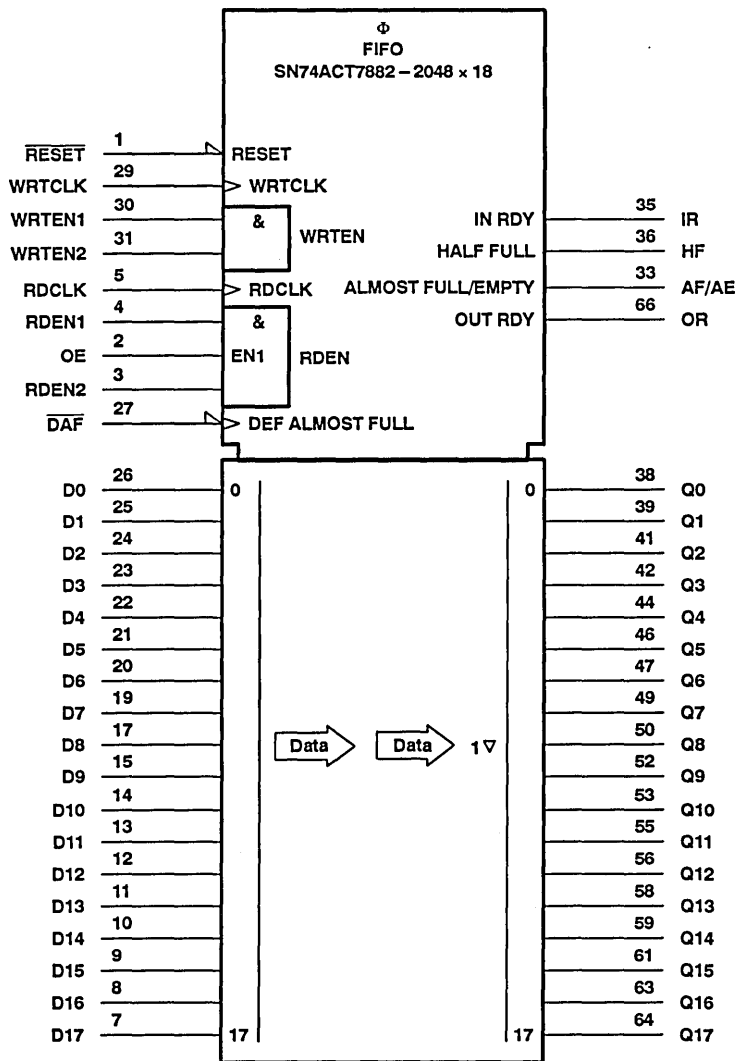 Φ
FIFO
SN74ACT7882 – 2048 × 18
RESET 1 RESET
WRTCLK 29 WRTCLK
WRTEN1 30 & IN RDY 35 IR
WRTEN WRTEN2 31 HALF FULL 36 HF
RDCLK 5 RDCLK ALMOST FULL/EMPTY 33 AF/AE
RDEN1 4 & OUT RDY 66 OR
OE 2 EN1 RDEN
RDEN2 3
DAF 27 DEF ALMOST FULL
D0 26 0 0 38 Q0
D1 25 39 Q1
D2 24 41 Q2
D3 23 42 Q3
D4 22 44 Q4
D5 21 46 Q5
D6 20 47 Q6
D7 19 49 Q7
D8 17 Data Data 1 ▽ 50 Q8
D9 15 52 Q9
D10 14 53 Q10
D11 13 55 Q11
D12 12 56 Q12
D13 11 58 Q13
D14 10 59 Q14
D15 9 61 Q15
D16 8 63 Q16
D17 7 17 17 64 Q17